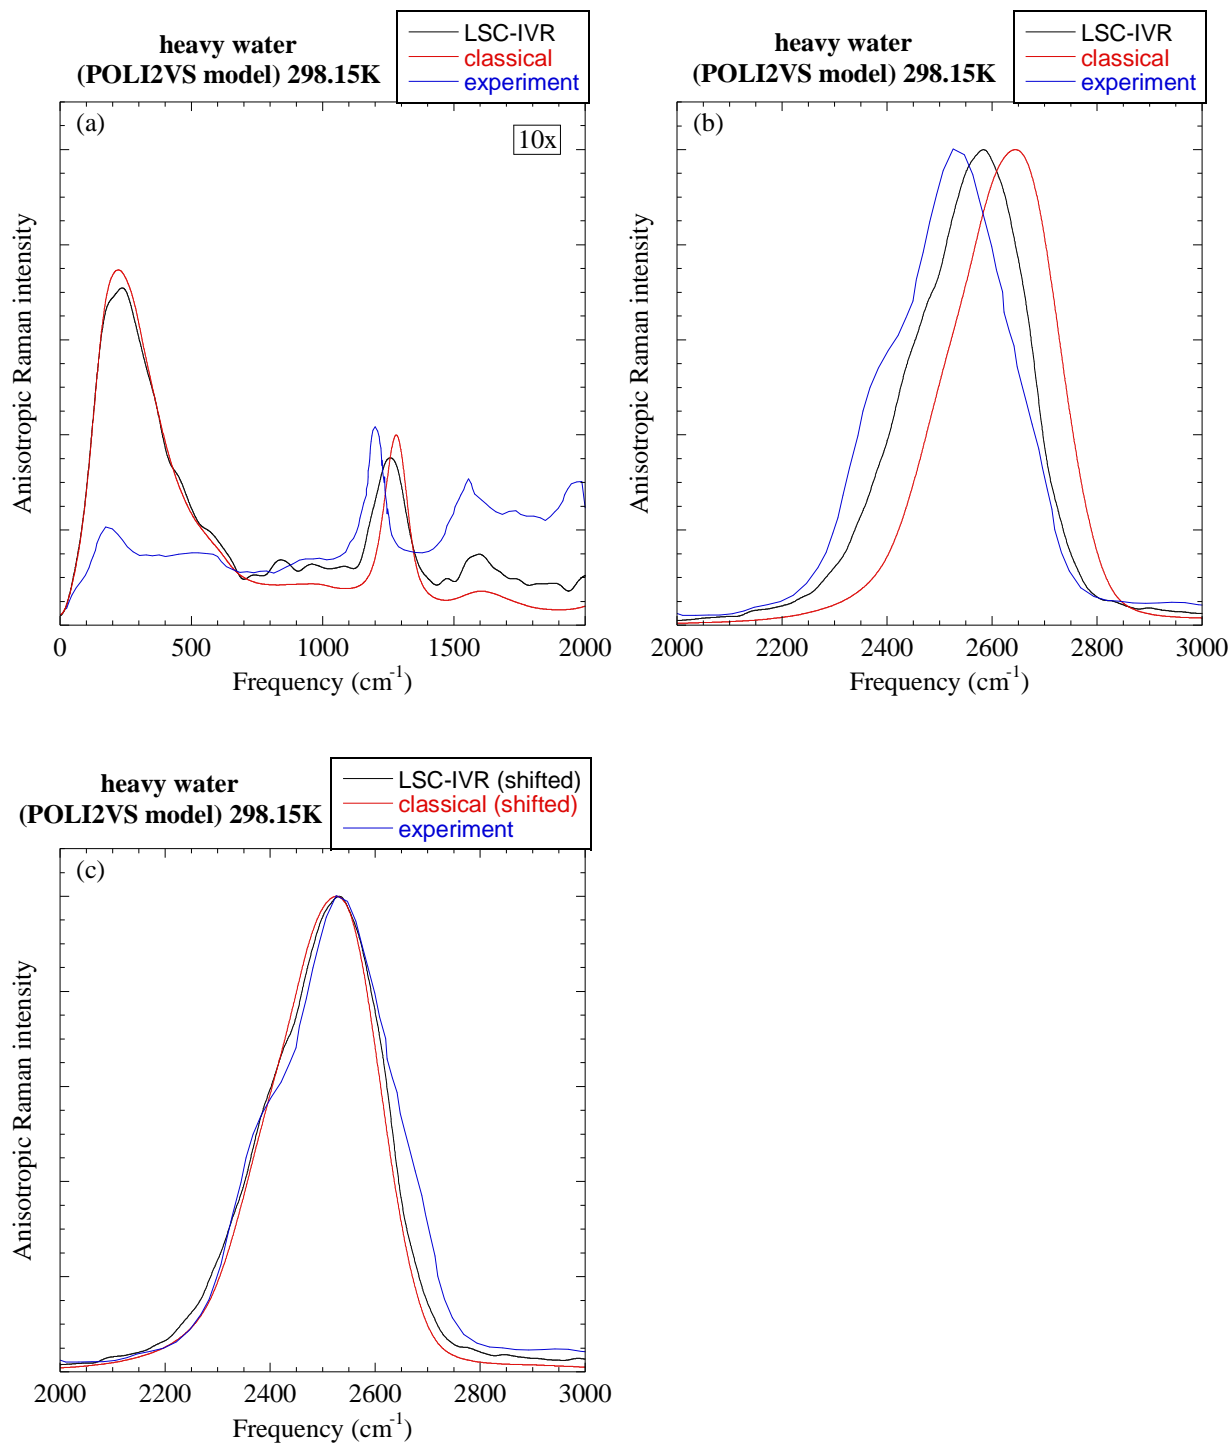 heavy water
(POLI2VS model) 298.15K
LSC-IVR
classical
experiment
(a)
10x
Anisotropic Raman intensity
0 500 1000 1500 2000
Frequency (cm-1)
heavy water
(POLI2VS model) 298.15K
LSC-IVR
classical
experiment
(b)
Anisotropic Raman intensity
2000 2200 2400 2600 2800 3000
Frequency (cm-1)
heavy water
(POLI2VS model) 298.15K
LSC-IVR (shifted)
classical (shifted)
experiment
(c)
Anisotropic Raman intensity
2000 2200 2400 2600 2800 3000
Frequency (cm-1)